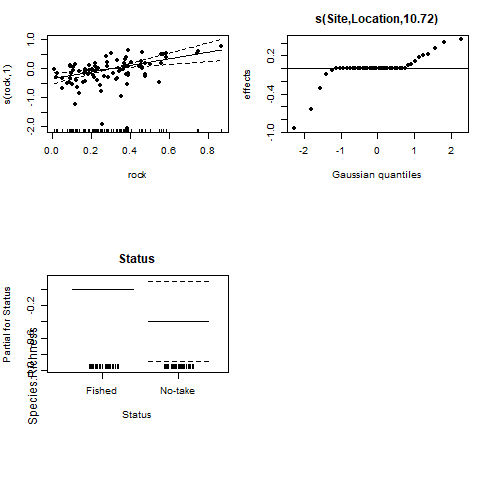 s(Site,Location,10.72)
s(rock,1)
1.0
0.0
-1.0
-2.0
0.0 0.2 0.4 0.6 0.8
rock
effects
0.2
-1.0
-2 -1 0 1 2
Gaussian quantiles
Status
Partial for Status
Species.Richness
-0.2
Fished No-take
Status